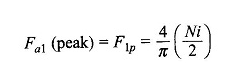 F_{a1} (peak) = F_{1p} = \frac{4}{\pi} \left( \frac{Ni}{2} \right)